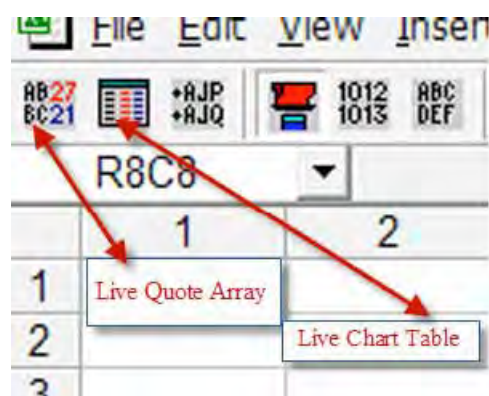 File Edit View Insert
AB27 +AJP 1012 ABC
BC21 +AJQ 1013 DEF
R8C8
1 2
1 Live Quote Array
2 Live Chart Table
3